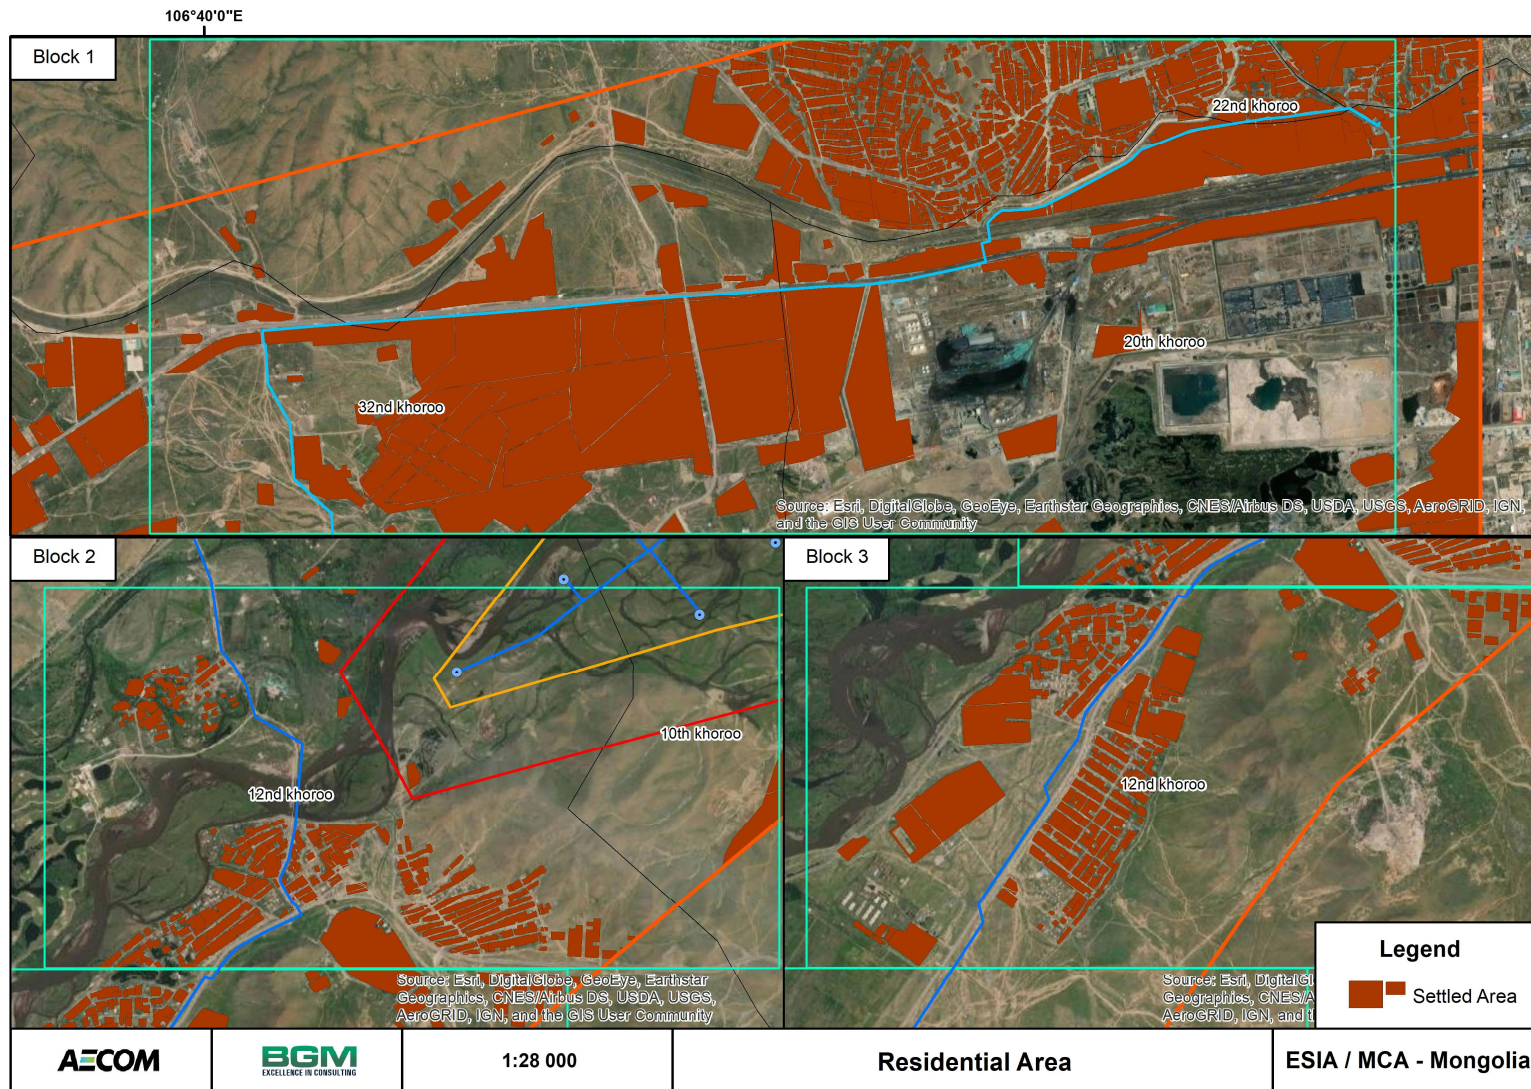 106°40'0"E
Block 1
22nd khoroo
20th khoroo
32nd khoroo
Source: Esri, DigitalGlobe, GeoEye, Earthstar Geographics, CNES/Airbus DS, USDA, USGS, AeroGRID, IGN,
and the GIS User Community
Block 2
10th khoroo
12nd khoroo
Source: Esri, DigitalGlobe, GeoEye, Earthstar
Geographics, CNES/Airbus DS, USDA, USGS,
AeroGRID, IGN, and the GIS User Community
Block 3
12nd khoroo
Source: Esri, DigitalGl
Geographics, CNES/A
AeroGRID, IGN, and t
Legend
Settled Area
AECOM
BGM
EXCELLENCE IN CONSULTING
1:28 000
Residential Area
ESIA / MCA - Mongolia